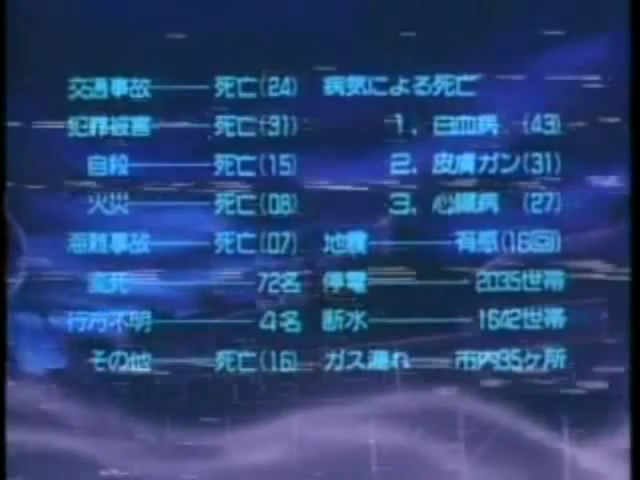 交通事故───死亡(24)
犯罪被害───死亡(31)
自殺────死亡(15)
火災────死亡(08)
海難事故───死亡(07)
変死─────72名
行方不明────4名
その他───死亡(16)
病気による死亡
1. 白血病 (43)
2. 皮膚ガン(31)
3. 心臓病 (27)
地震────有感(16回)
停電─────2035世帯
断水─────1642世帯
ガス漏れ──市内35ケ所